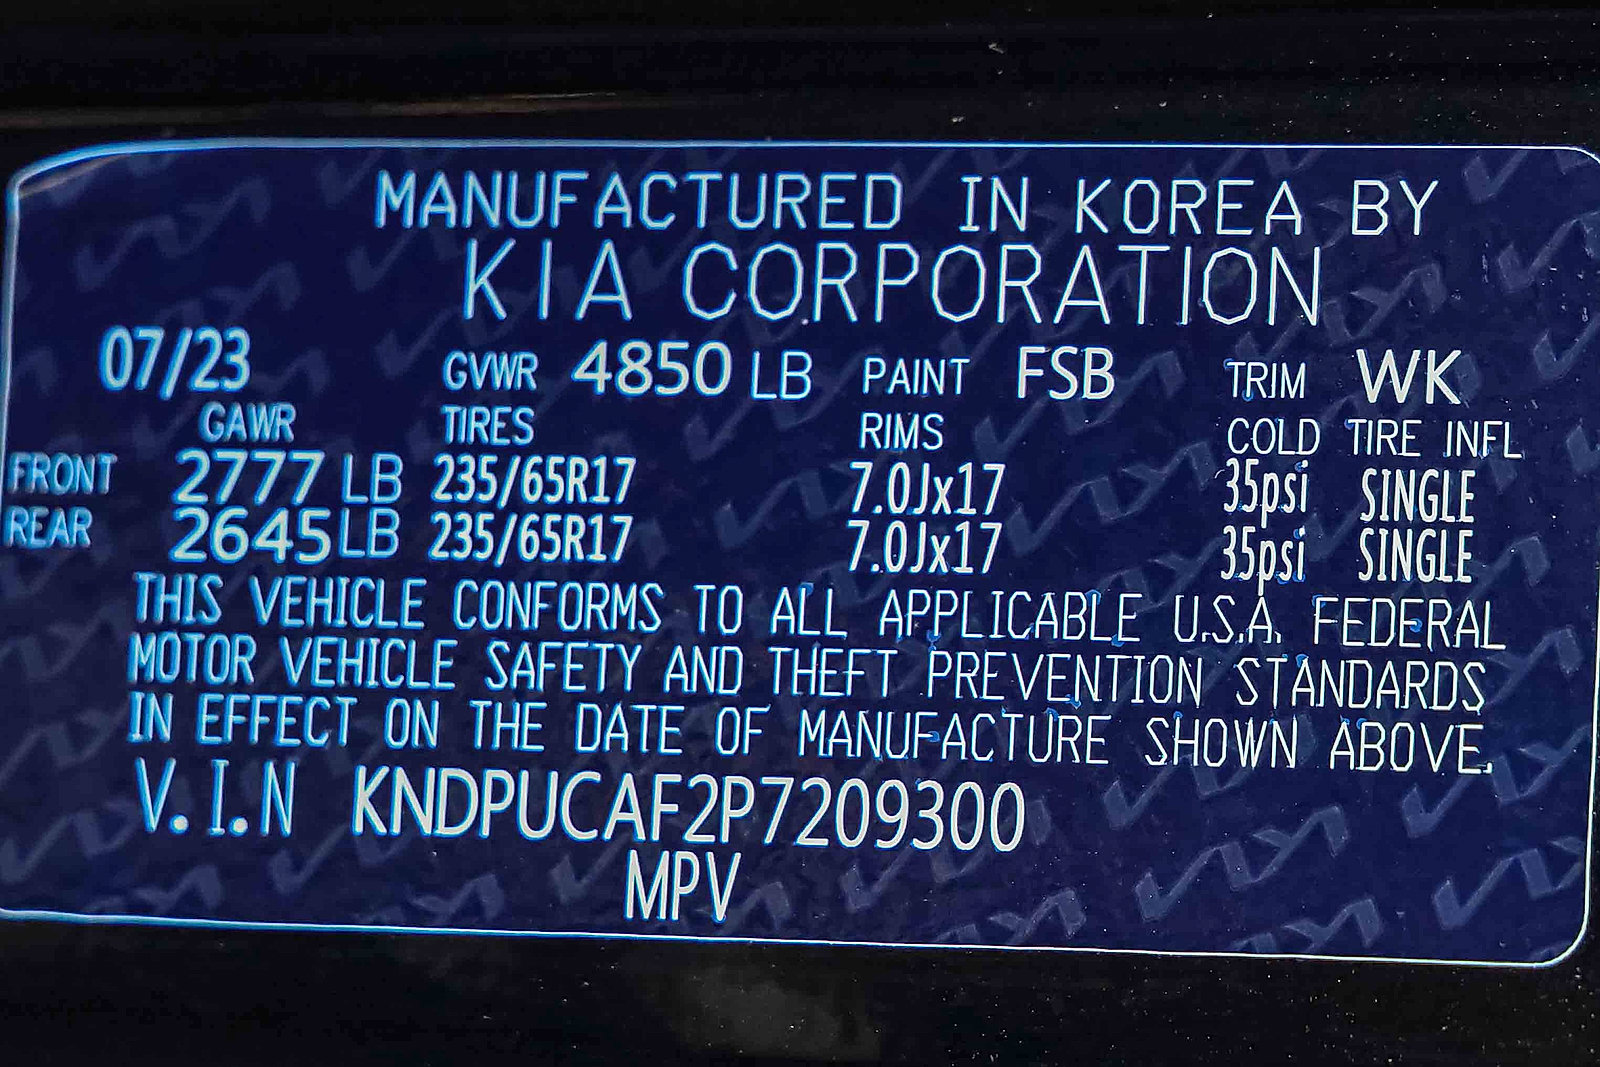 MANUFACTURED IN KOREA BY
KIA CORPORATION
07/23 GVWR 4850 LB PAINT FSB TRIM WK
GAWR TIRES RIMS COLD TIRE INFL
FRONT 2777 LB 235/65R17 7.0Jx17 35psi SINGLE
REAR 2645 LB 235/65R17 7.0Jx17 35psi SINGLE
THIS VEHICLE CONFORMS TO ALL APPLICABLE U.S.A. FEDERAL
MOTOR VEHICLE SAFETY AND THEFT PREVENTION STANDARDS
IN EFFECT ON THE DATE OF MANUFACTURE SHOWN ABOVE.
V.I.N KNDPUCAF2P7209300
MPV